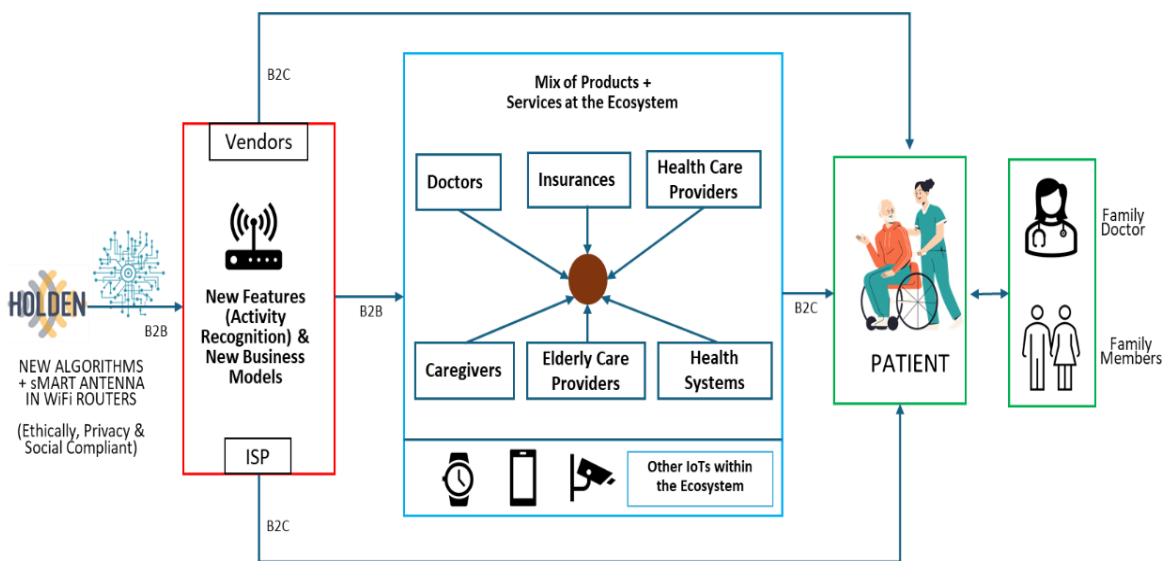 HOLDEN
B2B
NEW ALGORITHMS
+ sMART ANTENNA
IN WiFi ROUTERS
(Ethically, Privacy &
Social Compliant)
B2C
Vendors
New Features
(Activity
Recognition) &
New Business
Models
ISP
B2C
B2B
Mix of Products +
Services at the Ecosystem
Doctors
Insurances
Health Care
Providers
Caregivers
Elderly Care
Providers
Health
Systems
Other IoTs within
the Ecosystem
B2C
PATIENT
Family
Doctor
Family
Members